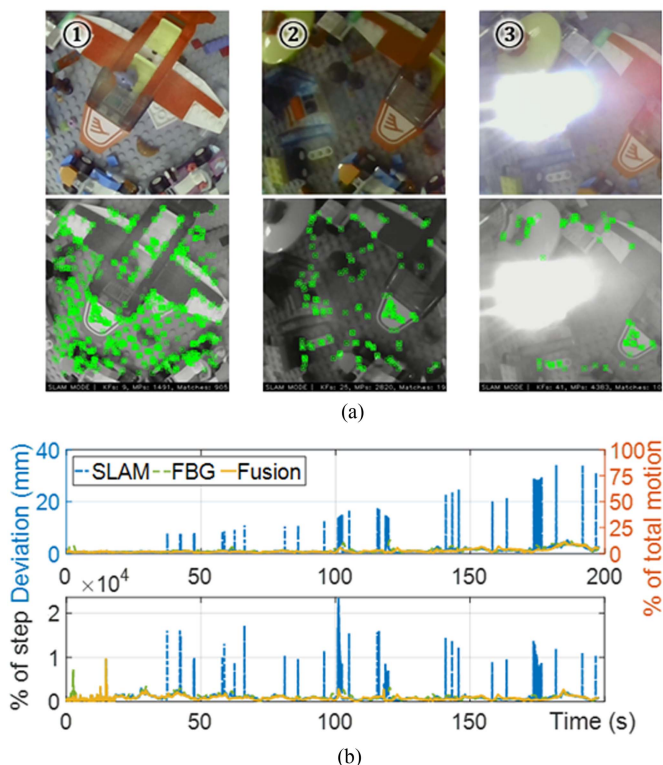 ① ② ③
SLAM MODE | KFs: 9, MPs: 1491, Matches: 905
SLAM MODE | KFs: 25, MPs: 2820, Matches: 19
SLAM MODE | KFs: 41, MPs: 4383, Matches: 10
(a)
Deviation (mm)
40
20
0
SLAM FBG Fusion
100
75
50
25
0
% of total motion
0 50 100 150 200
×10⁴
% of step
2
1
0
0 50 100 150 Time (s)
(b)